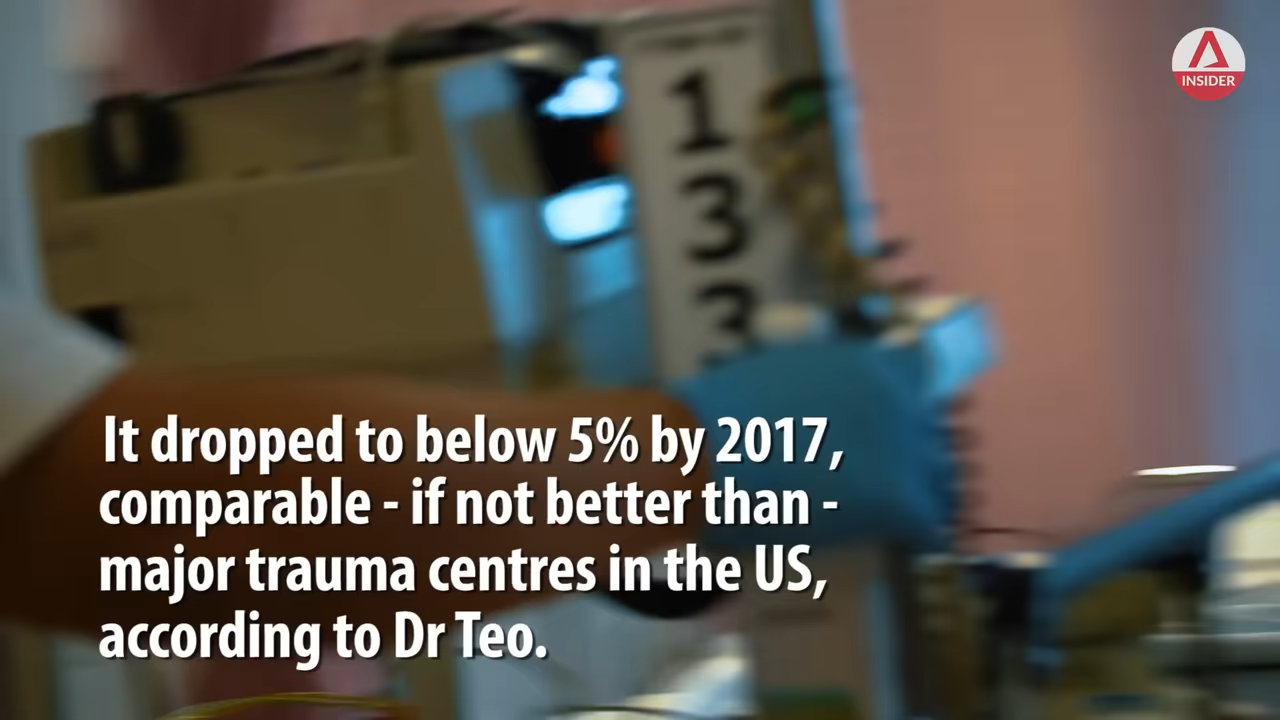 INSIDER
1
3
3
It dropped to below 5% by 2017,
comparable - if not better than -
major trauma centres in the US,
according to Dr Teo.